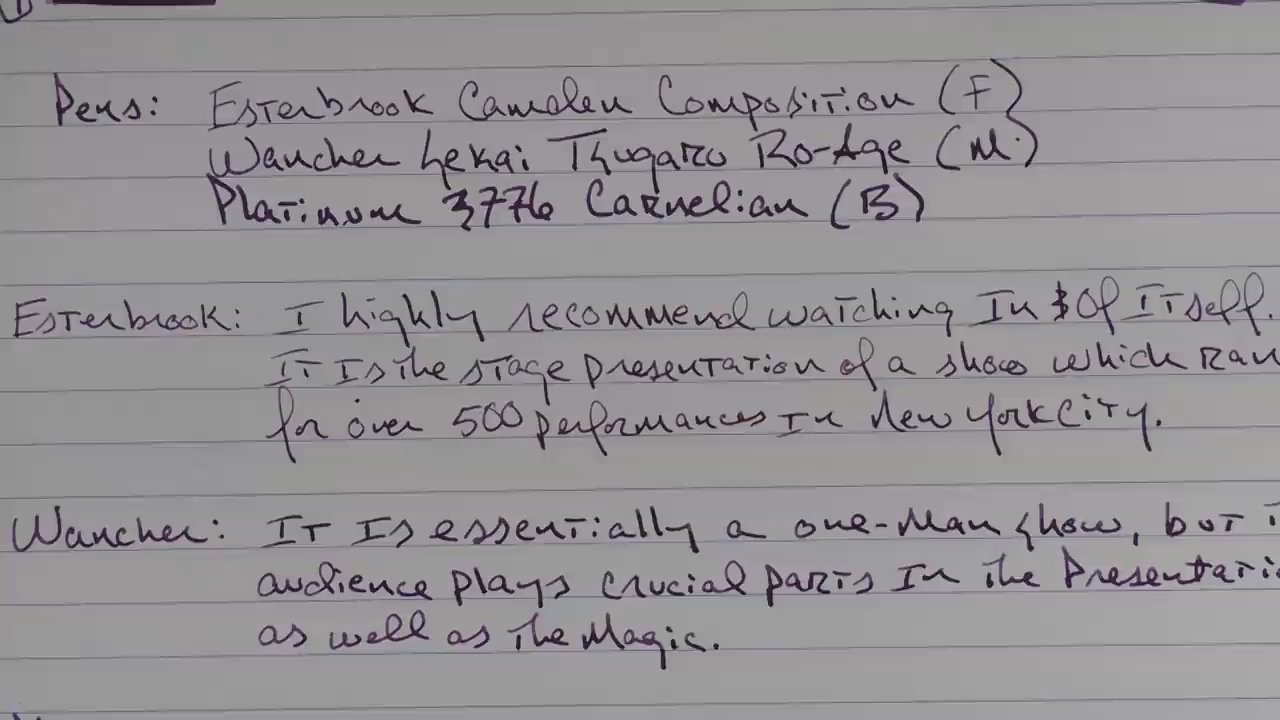 Pens: Esterbrook Camden Composition (F)
Wancher Sekai Tsugaru Ro-Age (M)
Platinum 3776 Carnelian (B)
Esterbrook: I highly recommend watching In & Of Itself.
It Is the stage presentation of a show which ran
for over 500 performances In New York City.
Wancher: It Is essentially a one-man show, but
audience plays crucial parts In the Presentati
as well as the Magic.